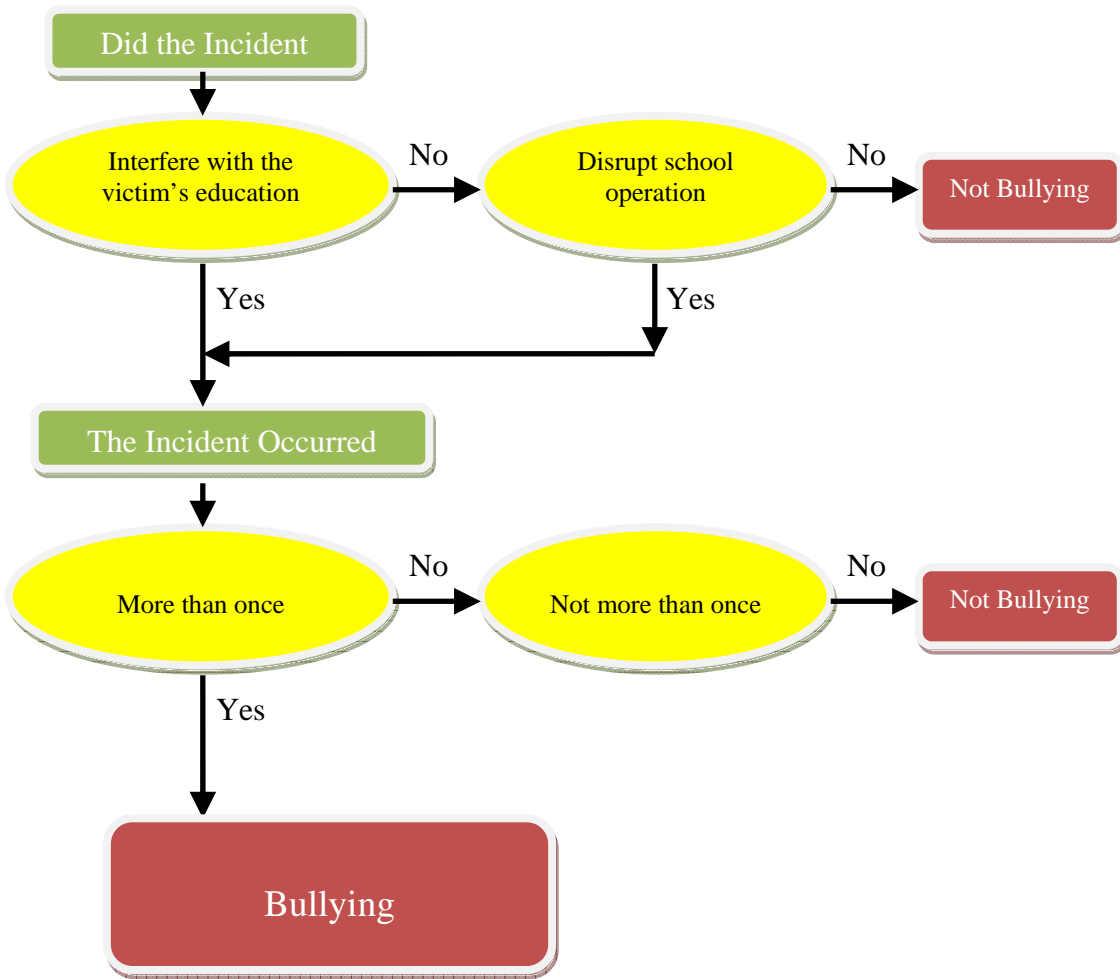 Did the Incident
Interfere with the
victim’s education
No
Disrupt school
operation
No
Not Bullying
Yes
Yes
The Incident Occurred
More than once
No
Not more than once
No
Not Bullying
Yes
Bullying